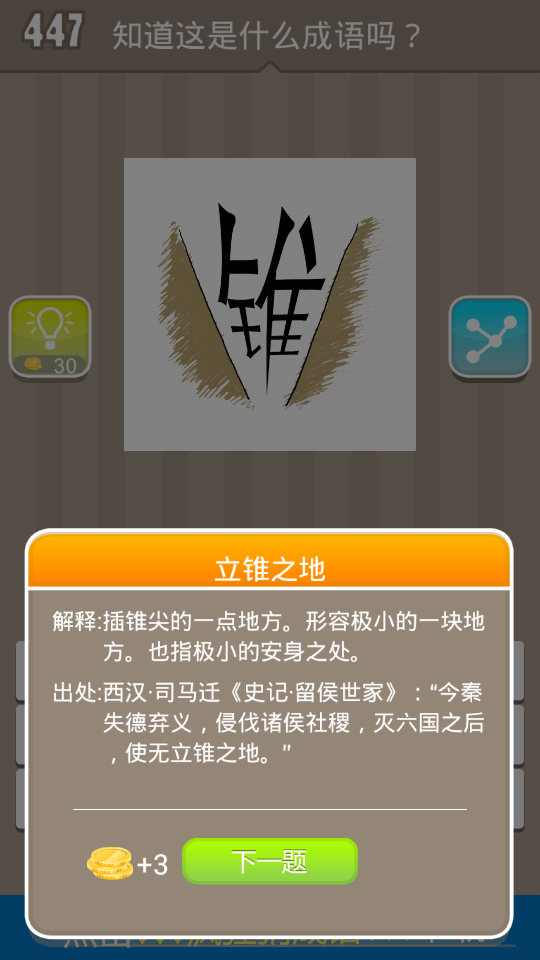 447 知道这是什么成语吗？
锥
30
立锥之地
解释:插锥尖的一点地方。形容极小的一块地
方。也指极小的安身之处。
出处:西汉·司马迁《史记·留侯世家》："今秦
失德弃义，侵伐诸侯社稷，灭六国之后
，使无立锥之地。"
+3 下一题